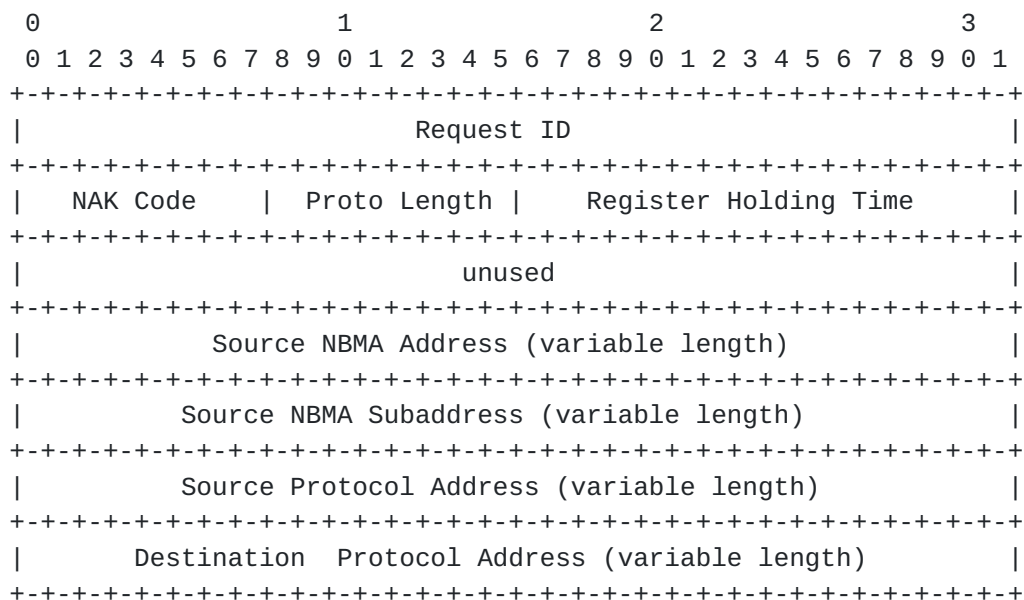 0                   1                   2                   3
 0 1 2 3 4 5 6 7 8 9 0 1 2 3 4 5 6 7 8 9 0 1 2 3 4 5 6 7 8 9 0 1
+-+-+-+-+-+-+-+-+-+-+-+-+-+-+-+-+-+-+-+-+-+-+-+-+-+-+-+-+-+-+-+-+
|                         Request ID                            |
+-+-+-+-+-+-+-+-+-+-+-+-+-+-+-+-+-+-+-+-+-+-+-+-+-+-+-+-+-+-+-+-+
|   NAK Code    |  Proto Length |    Register Holding Time      |
+-+-+-+-+-+-+-+-+-+-+-+-+-+-+-+-+-+-+-+-+-+-+-+-+-+-+-+-+-+-+-+-+
|                            unused                             |
+-+-+-+-+-+-+-+-+-+-+-+-+-+-+-+-+-+-+-+-+-+-+-+-+-+-+-+-+-+-+-+-+
|            Source NBMA Address (variable length)              |
+-+-+-+-+-+-+-+-+-+-+-+-+-+-+-+-+-+-+-+-+-+-+-+-+-+-+-+-+-+-+-+-+
|          Source NBMA Subaddress (variable length)             |
+-+-+-+-+-+-+-+-+-+-+-+-+-+-+-+-+-+-+-+-+-+-+-+-+-+-+-+-+-+-+-+-+
|          Source Protocol Address (variable length)            |
+-+-+-+-+-+-+-+-+-+-+-+-+-+-+-+-+-+-+-+-+-+-+-+-+-+-+-+-+-+-+-+-+
|       Destination  Protocol Address (variable length)         |
+-+-+-+-+-+-+-+-+-+-+-+-+-+-+-+-+-+-+-+-+-+-+-+-+-+-+-+-+-+-+-+-+